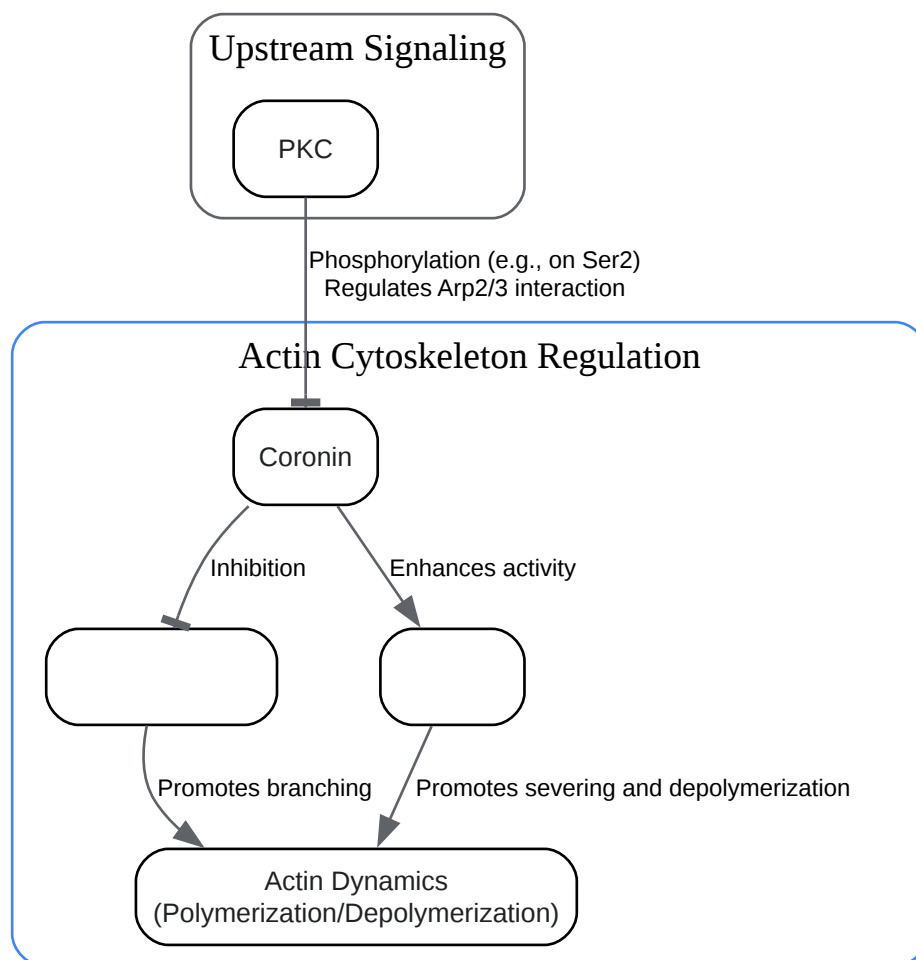 Upstream Signaling
PKC
Phosphorylation (e.g., on Ser2)
Regulates Arp2/3 interaction
Actin Cytoskeleton Regulation
Coronin
Inhibition
Enhances activity
Promotes branching
Promotes severing and depolymerization
Actin Dynamics
(Polymerization/Depolymerization)